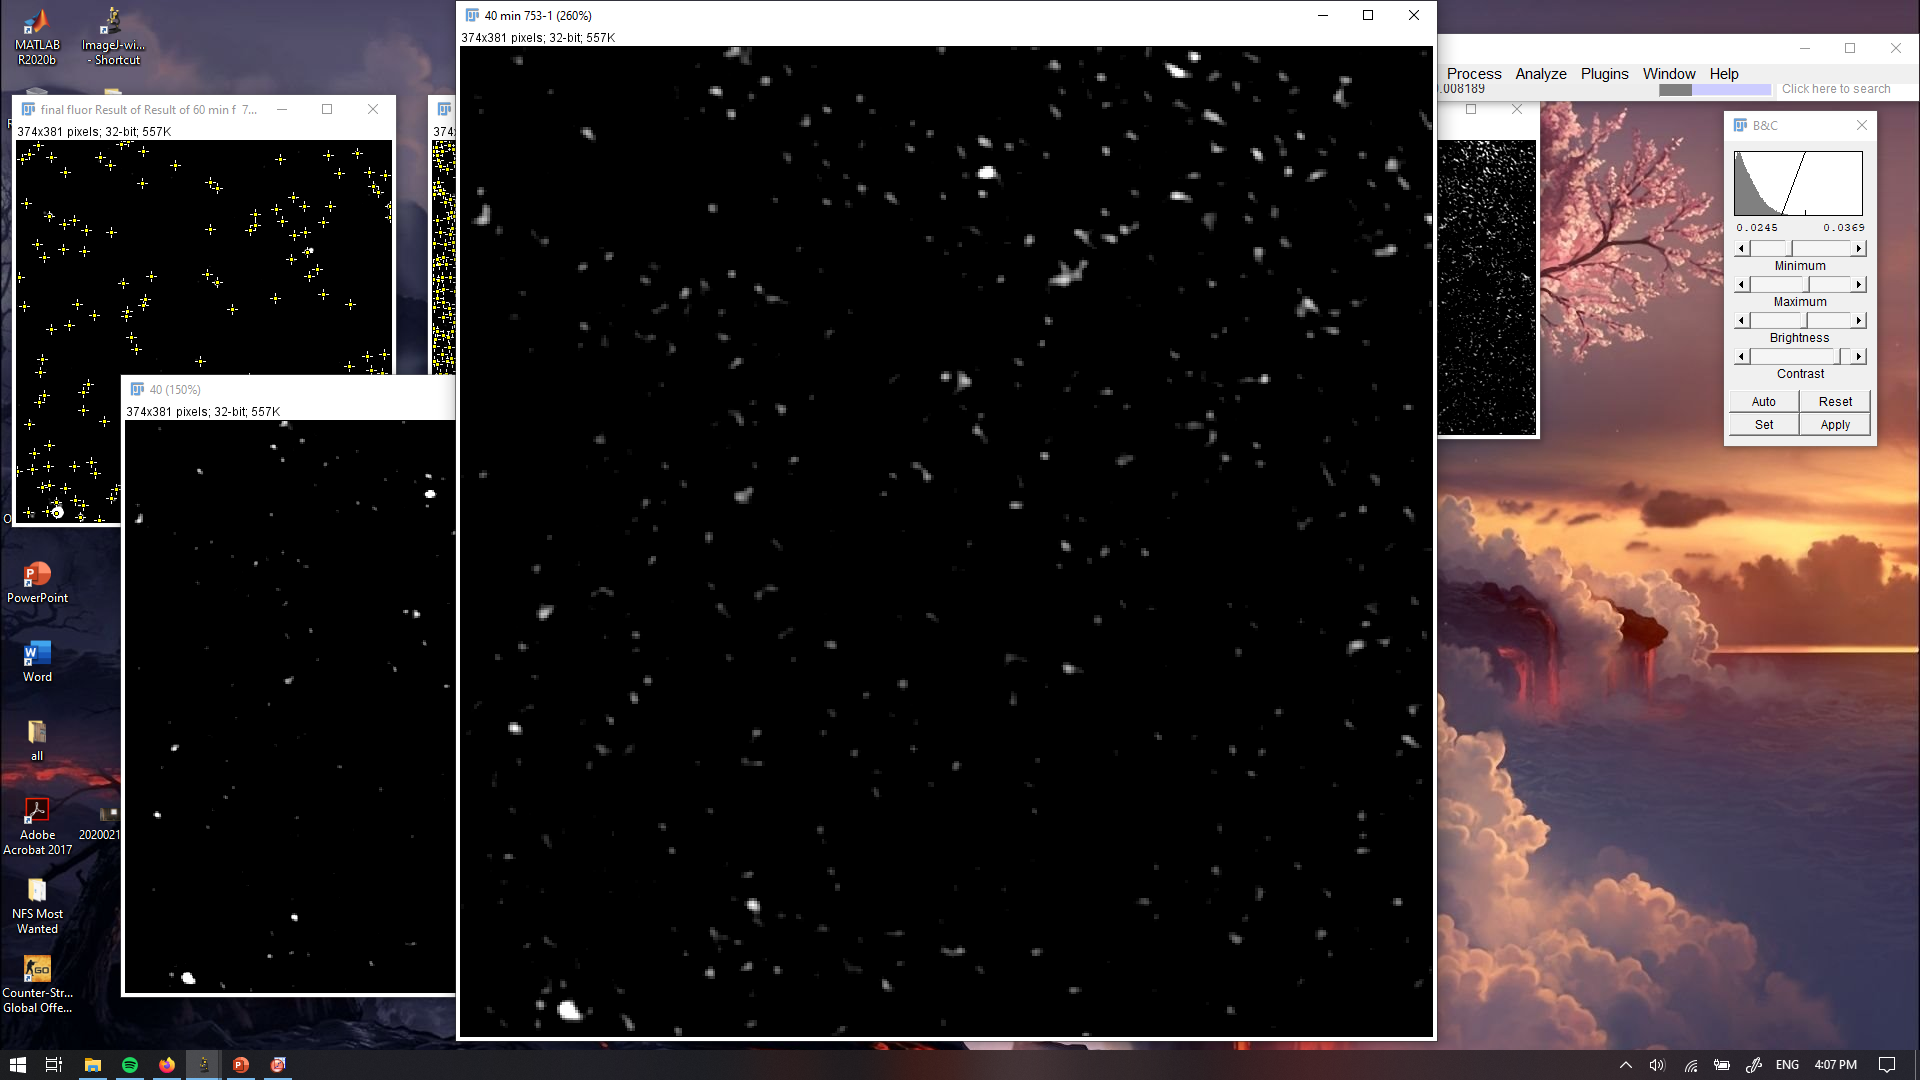 MATLAB
R2020b
ImageJ-wi...
- Shortcut
40 min 753-1 (260%)
374x381 pixels; 32-bit; 557K
Process Analyze Plugins Window Help
.008189
Click here to search
final fluor Result of Result of 60 min f 7...
374x381 pixels; 32-bit; 557K
374x
B&C
0.0245 0.0369
Minimum
Maximum
Brightness
Contrast
Auto Reset
Set Apply
40 (150%)
374x381 pixels; 32-bit; 557K
PowerPoint
Word
all
Adobe
Acrobat 2017
2020021
NFS Most
Wanted
GO
Counter-Str...
Global Offe...
ENG 4:07 PM